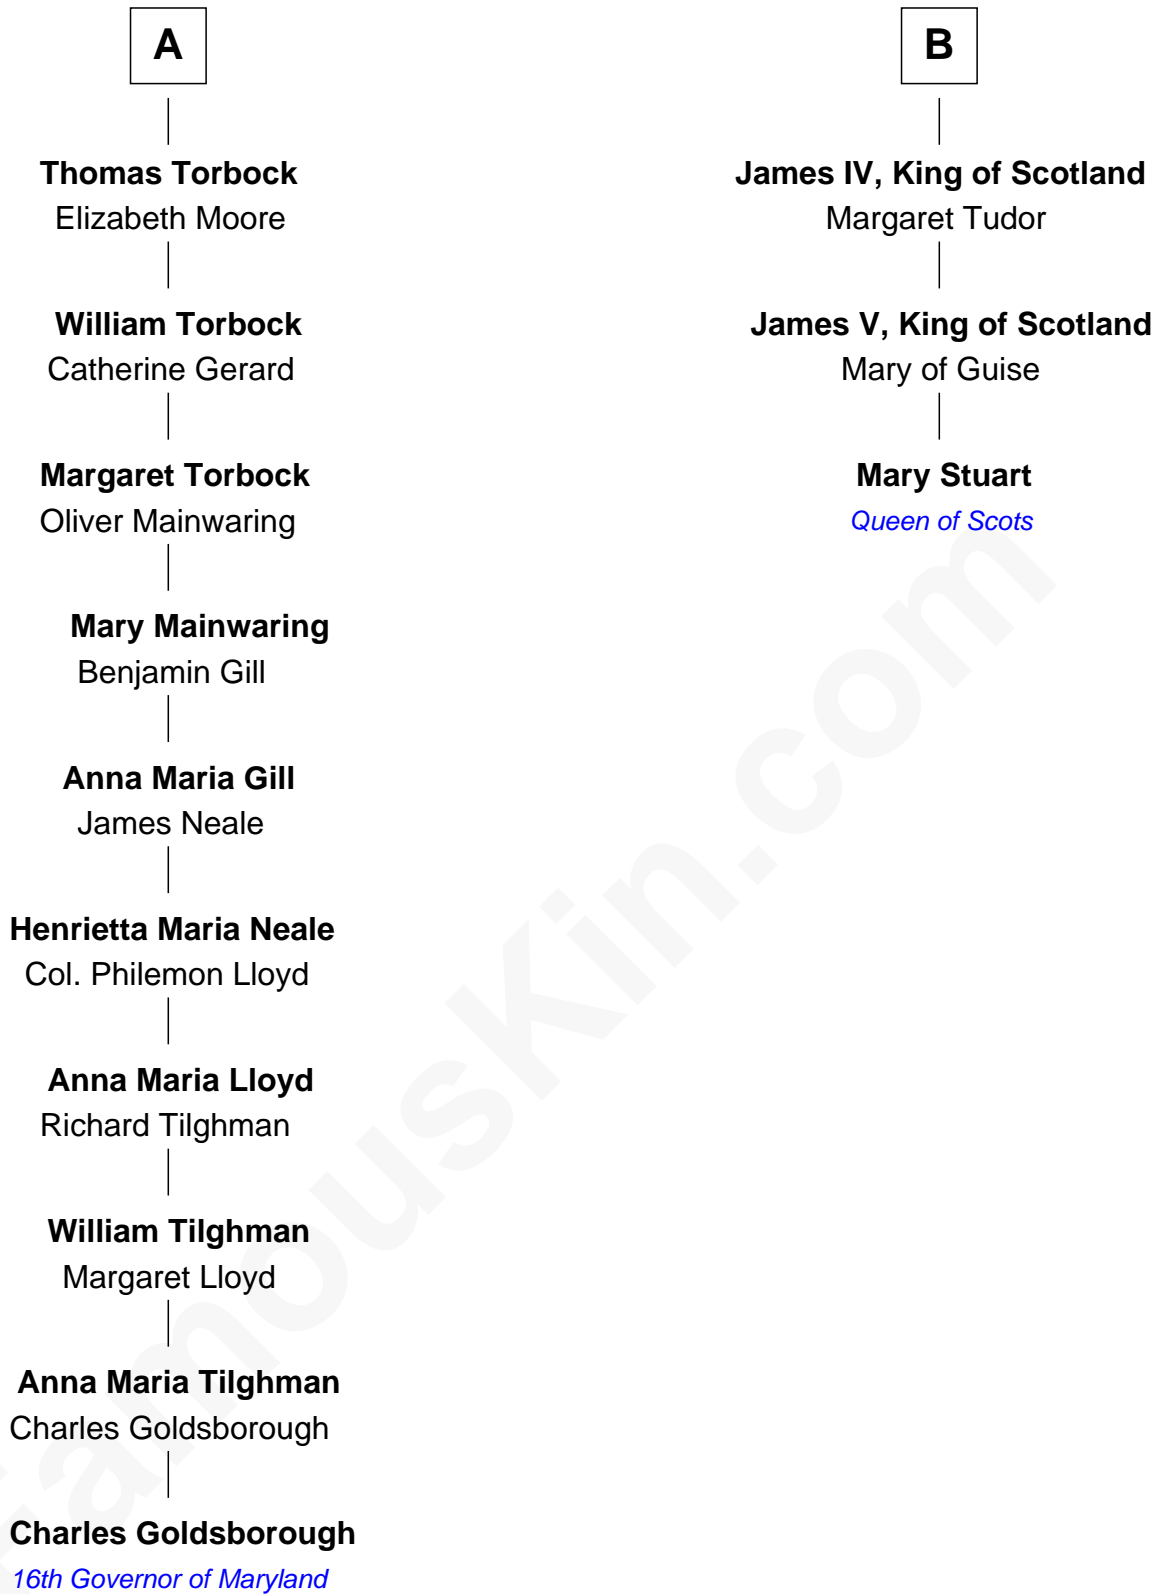 A
Thomas Torbock
Elizabeth Moore
William Torbock
Catherine Gerard
Margaret Torbock
Oliver Mainwaring
Mary Mainwaring
Benjamin Gill
Anna Maria Gill
James Neale
Henrietta Maria Neale
Col. Philemon Lloyd
Anna Maria Lloyd
Richard Tilghman
William Tilghman
Margaret Lloyd
Anna Maria Tilghman
Charles Goldsborough
Charles Goldsborough
16th Governor of Maryland
B
James IV, King of Scotland
Margaret Tudor
James V, King of Scotland
Mary of Guise
Mary Stuart
Queen of Scots
FamousKin.com